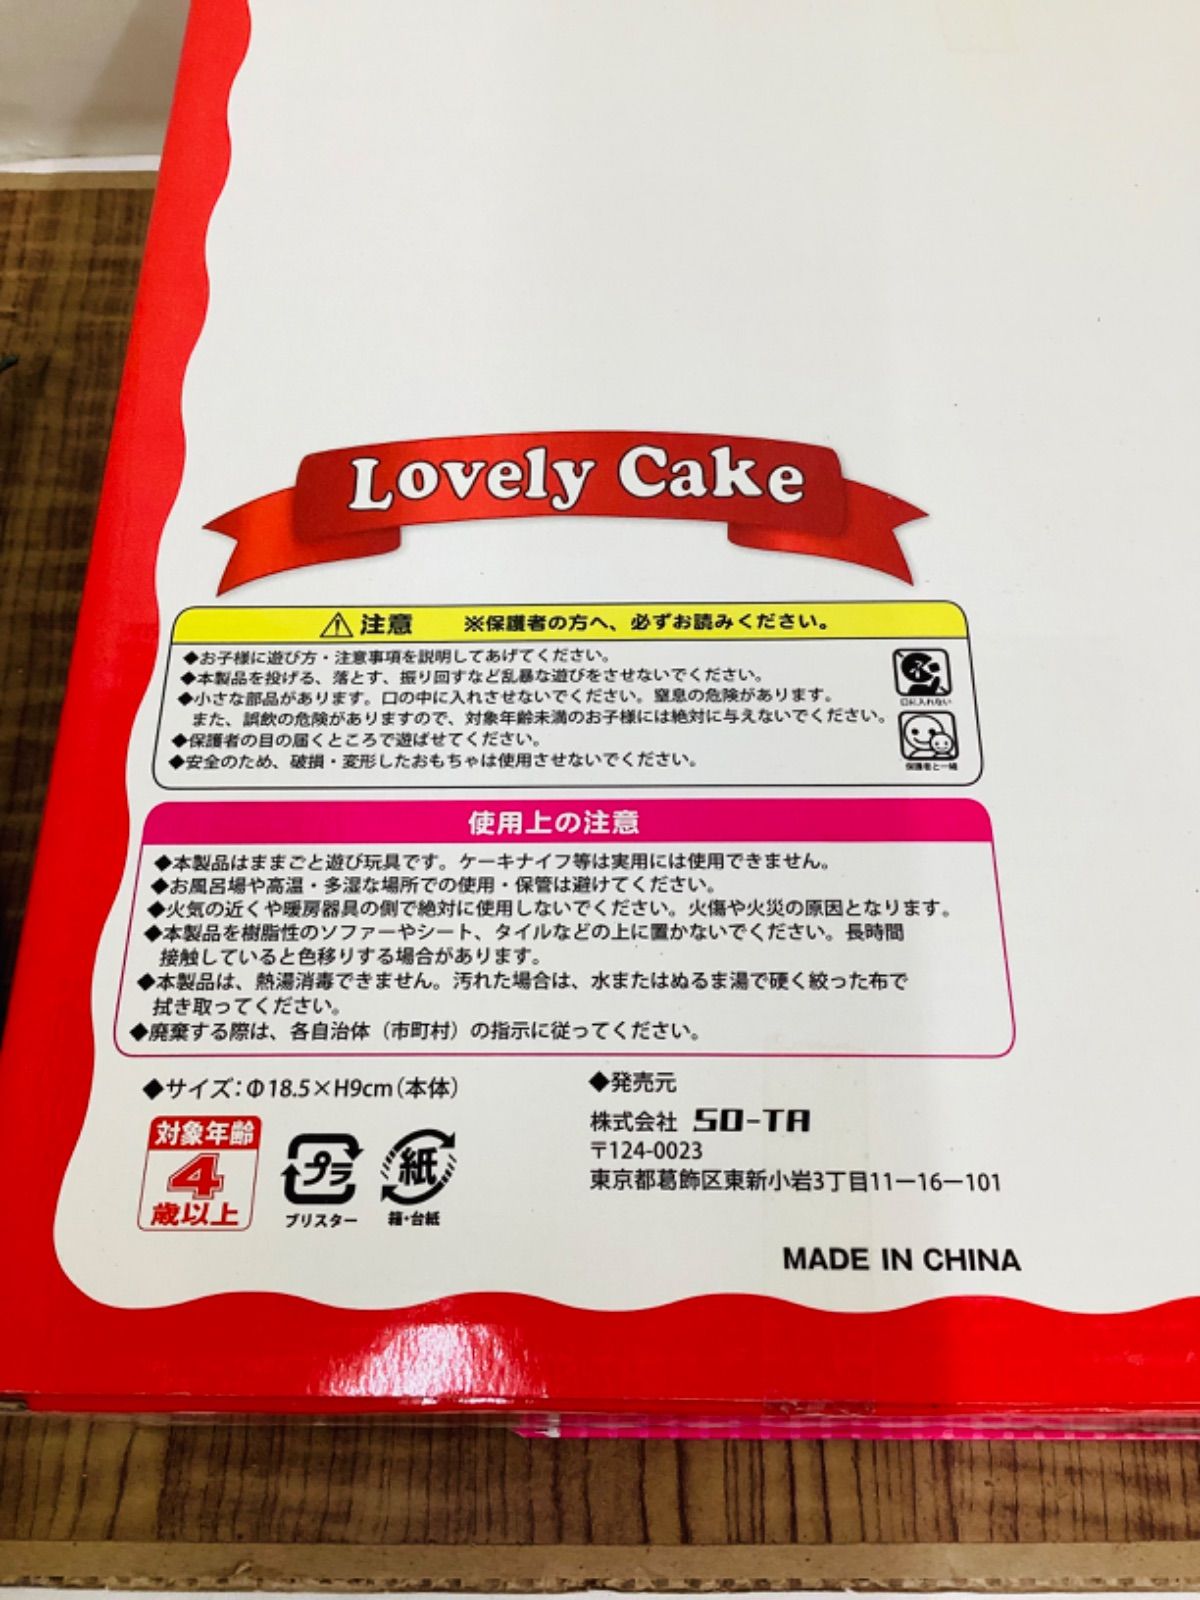 Lovely Cake
⚠注意 ※保護者の方へ、必ずお読みください。
◆お子様に遊び方・注意事項を説明してあげてください。
◆本製品を投げる、落とす、振り回すなど乱暴な遊びをさせないでください。
◆小さな部品があります。口の中に入れさせないでください。窒息の危険があります。
また、誤飲の危険がありますので、対象年齢未満のお子様には絶対に与えないでください。
◆保護者の目の届くところで遊ばせてください。
◆安全のため、破損・変形したおもちゃは使用させないでください。
口に入れない
保護者と一緒
使用上の注意
◆本製品はままごと遊び玩具です。ケーキナイフ等は実用には使用できません。
◆お風呂場や高温・多湿な場所での使用・保管は避けてください。
◆火気の近くや暖房器具の側で絶対に使用しないでください。火傷や火災の原因となります。
◆本製品を樹脂性のソファーやシート、タイルなどの上に置かないでください。長時間
接触していると色移りする場合があります。
◆本製品は、熱湯消毒できません。汚れた場合は、水またはぬるま湯で硬く絞った布で
拭き取ってください。
◆廃棄する際は、各自治体（市町村）の指示に従ってください。
◆サイズ：Φ18.5×H9cm（本体）
対象年齢
4
歳以上
プラ
ブリスター
紙
箱・台紙
◆発売元
株式会社 SO-TA
〒124-0023
東京都葛飾区東新小岩3丁目11ー16ー101
MADE IN CHINA